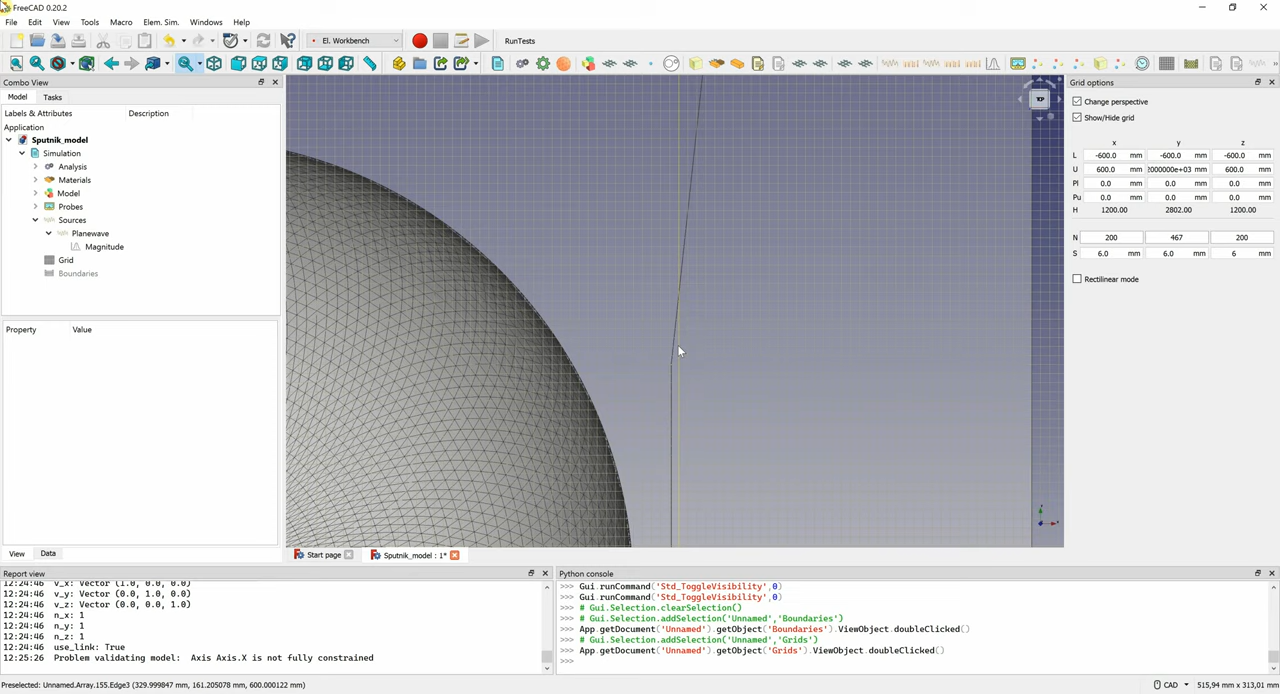 FreeCAD 0.20.2
File Edit View Tools Macro Elem. Sim. Windows Help
El. Workbench RunTests
Combo View
Model Tasks
Labels & Attributes Description
Application
Sputnik_model
Simulation
Analysis
Materials
Model
Probes
Sources
Planewave
Magnitude
Grid
Boundaries
Property Value
View Data
TOP
Start page Sputnik_model : 1*
Grid options
Change perspective
Show/Hide grid
x y z
L -600.0 mm -600.0 mm -600.0 mm
U 600.0 mm 2000000e+03 mm 600.0 mm
Pl 0.0 mm 0.0 mm 0.0 mm
Pu 0.0 mm 0.0 mm 0.0 mm
H 1200.00 2802.00 1200.00
N 200 467 200
S 6.0 mm 6.0 mm 6 mm
Rectilinear mode
Report view
12:24:46 v_x: Vector (1.0, 0.0, 0.0)
12:24:46 v_y: Vector (0.0, 1.0, 0.0)
12:24:46 v_z: Vector (0.0, 0.0, 1.0)
12:24:46 n_x: 1
12:24:46 n_y: 1
12:24:46 n_z: 1
12:24:46 use_link: True
12:25:26 Problem validating model: Axis Axis.X is not fully constrained
Python console
>>> Gui.runCommand('Std_ToggleVisibility',0)
>>> Gui.runCommand('Std_ToggleVisibility',0)
>>> # Gui.Selection.clearSelection()
>>> # Gui.Selection.addSelection('Unnamed','Boundaries')
>>> App.getDocument('Unnamed').getObject('Boundaries').ViewObject.doubleClicked()
>>> # Gui.Selection.addSelection('Unnamed','Grids')
>>> App.getDocument('Unnamed').getObject('Grids').ViewObject.doubleClicked()
>>>
Preselected: Unnamed.Array.155.Edge3 (329.999847 mm, 161.205078 mm, 600.000122 mm) CAD 515,94 mm x 313,01 mm